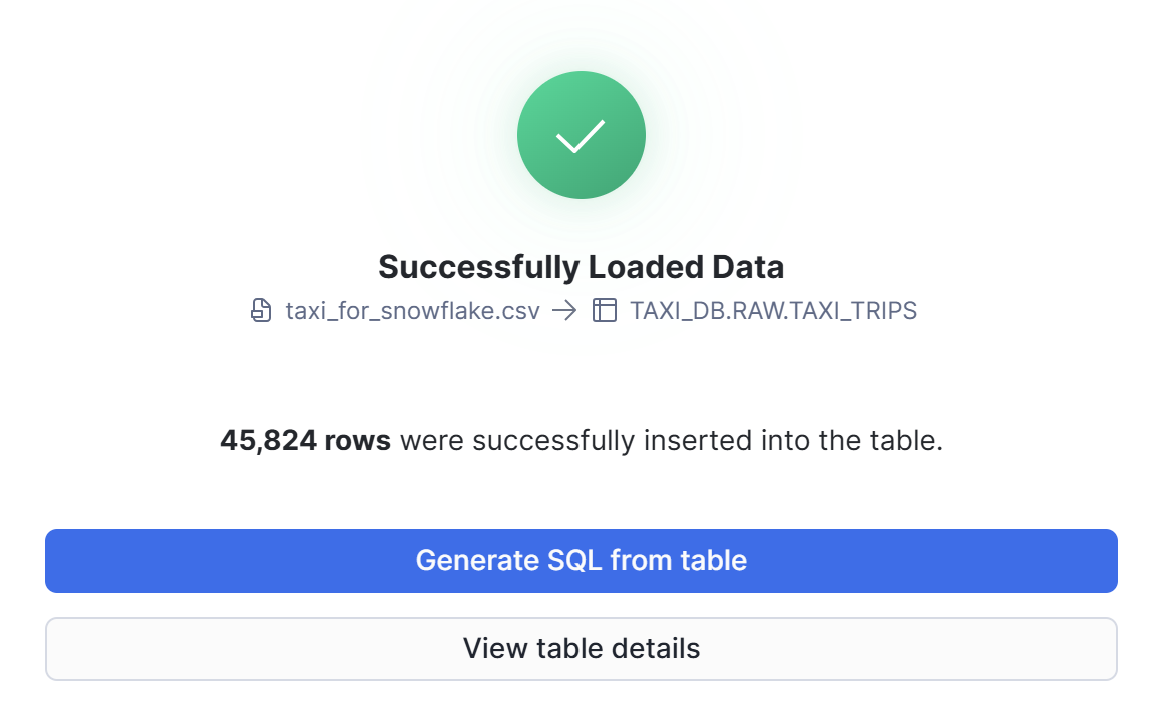 Successfully Loaded Data
taxi_for_snowflake.csv → TAXI_DB.RAW.TAXI_TRIPS
45,824 rows were successfully inserted into the table.
Generate SQL from table
View table details